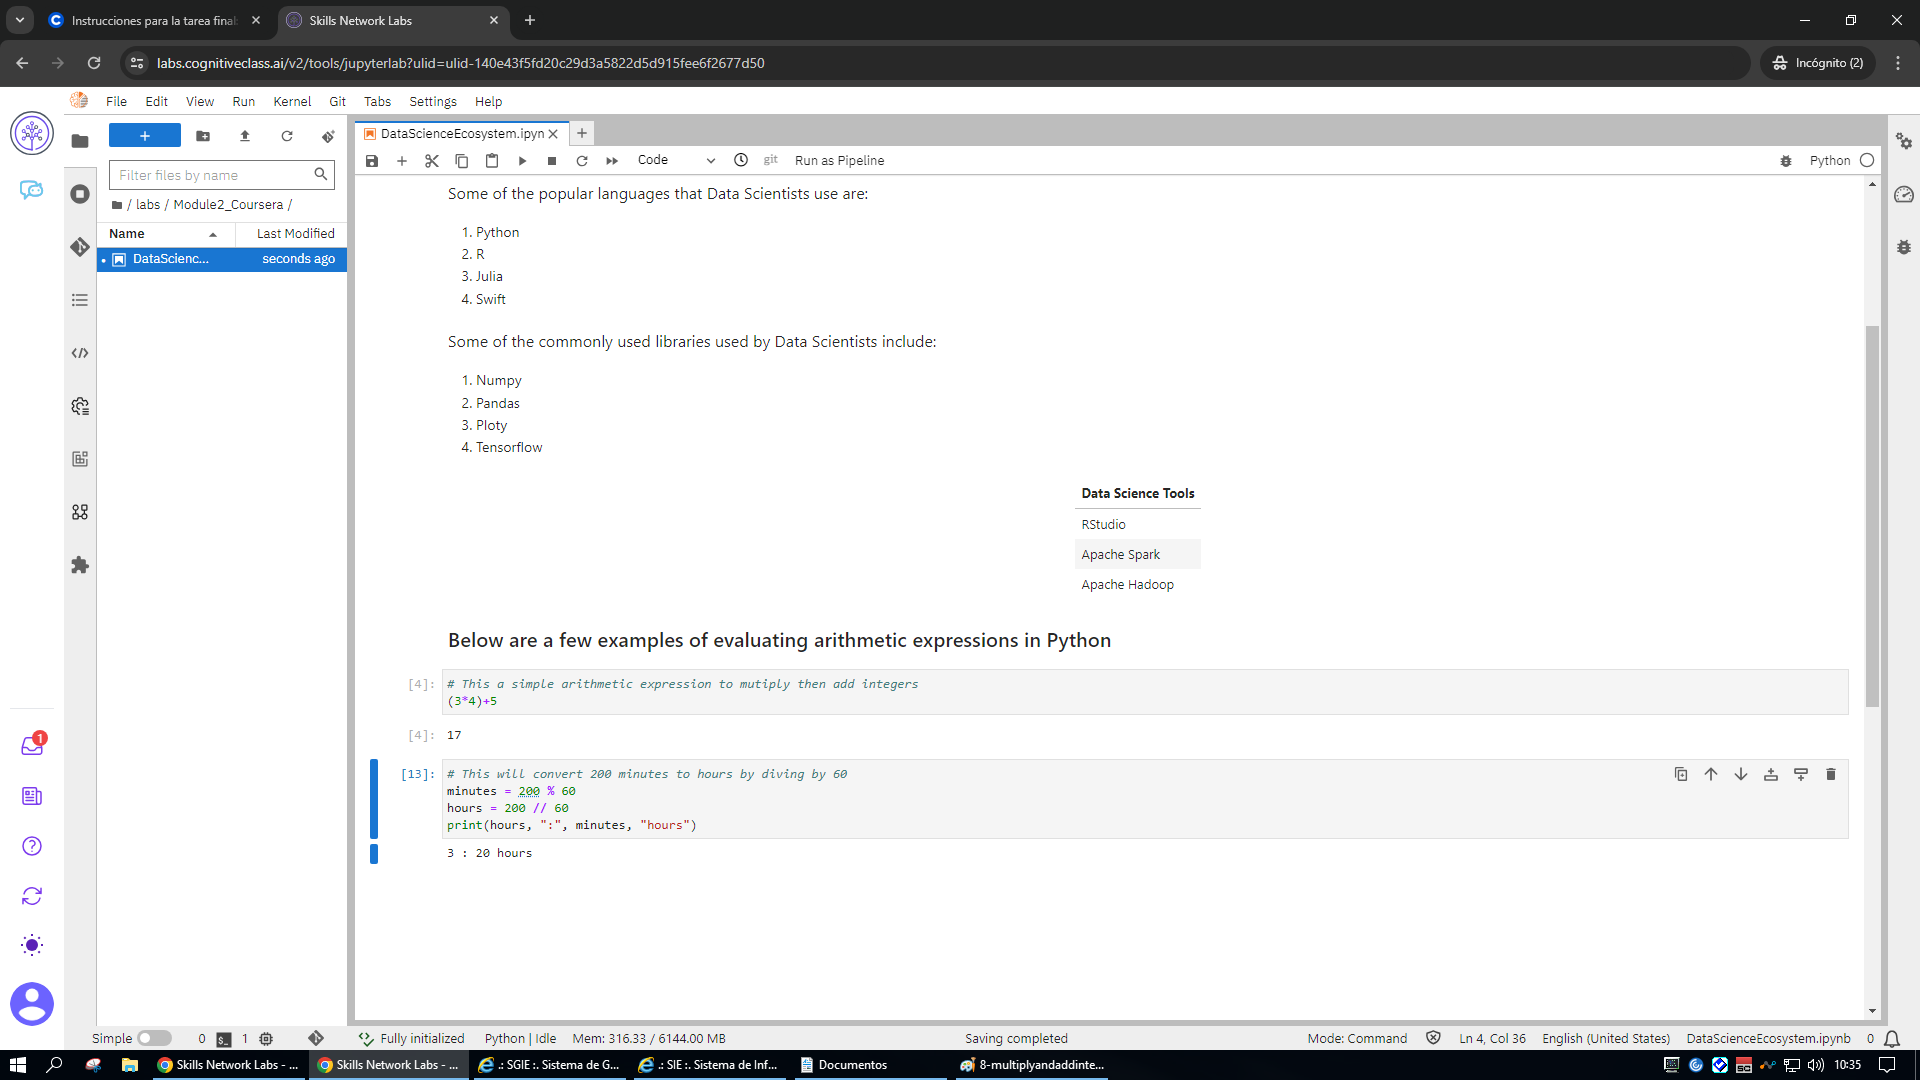 Instrucciones para la tarea final
Skills Network Labs
labs.cognitiveclass.ai/v2/tools/jupyterlab?ulid=ulid-140e43f5fd20c29d3a5822d5d915fee6f2677d50
Incógnito (2)
File Edit View Run Kernel Git Tabs Settings Help
Filter files by name
/ labs / Module2_Coursera /
Name Last Modified
DataScienc... seconds ago
DataScienceEcosystem.ipyn
Code
git
Run as Pipeline
Python
Some of the popular languages that Data Scientists use are:
1. Python
2. R
3. Julia
4. Swift
Some of the commonly used libraries used by Data Scientists include:
1. Numpy
2. Pandas
3. Ploty
4. Tensorflow
Data Science Tools
RStudio
Apache Spark
Apache Hadoop
Below are a few examples of evaluating arithmetic expressions in Python
[4]: # This a simple arithmetic expression to mutiply then add integers
(3*4)+5
[4]: 17
[13]: # This will convert 200 minutes to hours by diving by 60
minutes = 200 % 60
hours = 200 // 60
print(hours, ":", minutes, "hours")
3 : 20 hours
1
Simple 0 $_ 1 Fully initialized Python | Idle Mem: 316.33 / 6144.00 MB Saving completed Mode: Command Ln 4, Col 36 English (United States) DataScienceEcosystem.ipynb 0
Skills Network Labs - ... Skills Network Labs - ... .: SGIE :. Sistema de G... .: SIE :. Sistema de Inf... Documentos 8-multiplyandaddinte... 10:35